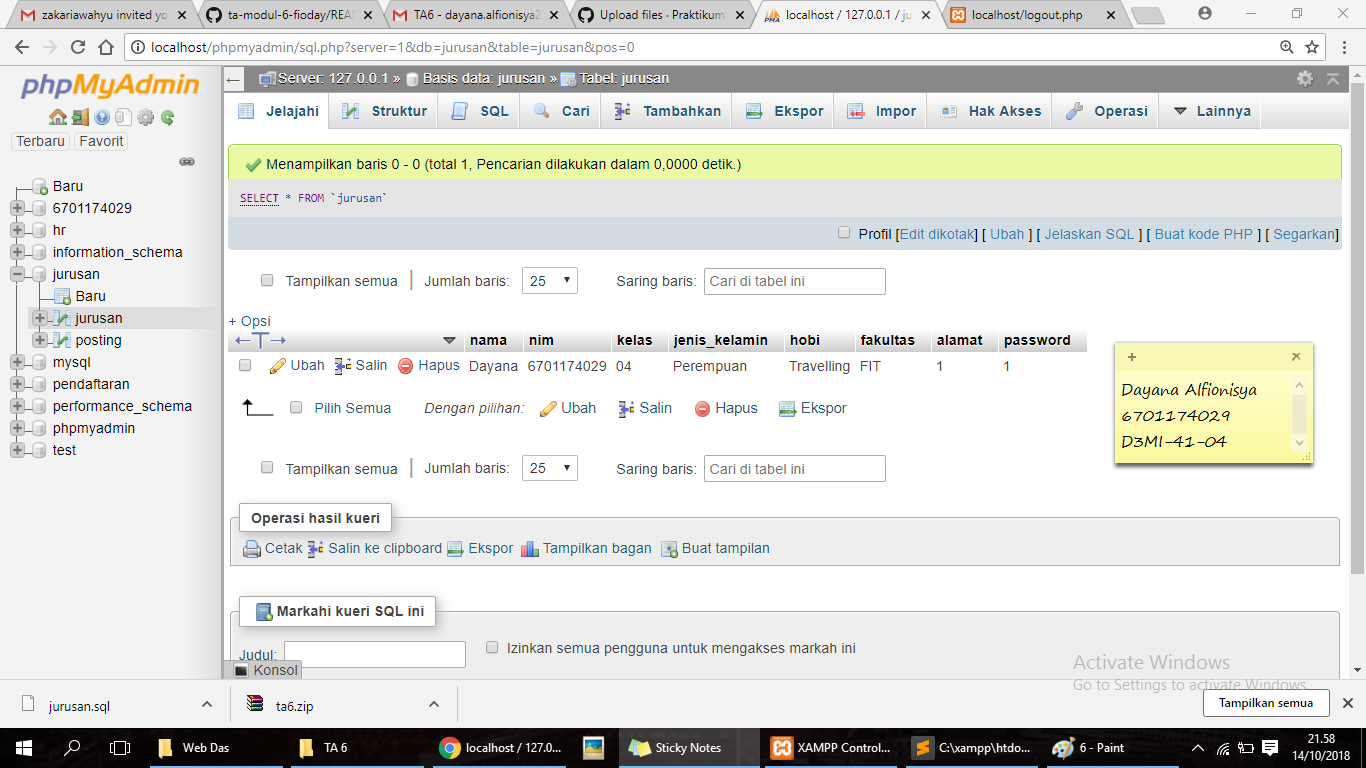 zakariawahyu invited yo
ta-modul-6-fioday/REA
TA6 - dayana.alfionisya2
Upload files · Praktikum
localhost / 127.0.0.1 / ju
localhost/logout.php
localhost/phpmyadmin/sql.php?server=1&db=jurusan&table=jurusan&pos=0
phpMyAdmin
Terbaru Favorit
Baru
6701174029
hr
information_schema
jurusan
Baru
jurusan
posting
mysql
pendaftaran
performance_schema
phpmyadmin
test
Server: 127.0.0.1 » Basis data: jurusan » Tabel: jurusan
Jelajahi Struktur SQL Cari Tambahkan Ekspor Impor Hak Akses Operasi Lainnya
Menampilkan baris 0 - 0 (total 1, Pencarian dilakukan dalam 0,0000 detik.)
SELECT * FROM `jurusan`
Profil [Edit dikotak] [ Ubah ] [ Jelaskan SQL ] [ Buat kode PHP ] [ Segarkan]
Tampilkan semua | Jumlah baris: 25 Saring baris: Cari di tabel ini
+ Opsi
←T→ nama nim kelas jenis_kelamin hobi fakultas alamat password
Ubah Salin Hapus Dayana 6701174029 04 Perempuan Travelling FIT 1 1
Pilih Semua Dengan pilihan: Ubah Salin Hapus Ekspor
Tampilkan semua | Jumlah baris: 25 Saring baris: Cari di tabel ini
Operasi hasil kueri
Cetak Salin ke clipboard Ekspor Tampilkan bagan Buat tampilan
Markahi kueri SQL ini
Judul: Izinkan semua pengguna untuk mengakses markah ini
Konsol
Dayana Alfionisya
6701174029
D3MI-41-04
Activate Windows
Go to Settings to activate Windows.
jurusan.sql ta6.zip Tampilkan semua
Web Das TA 6 localhost / 127.0... Sticky Notes XAMPP Control... C:\xampp\htdo... 6 - Paint
21.58
14/10/2018